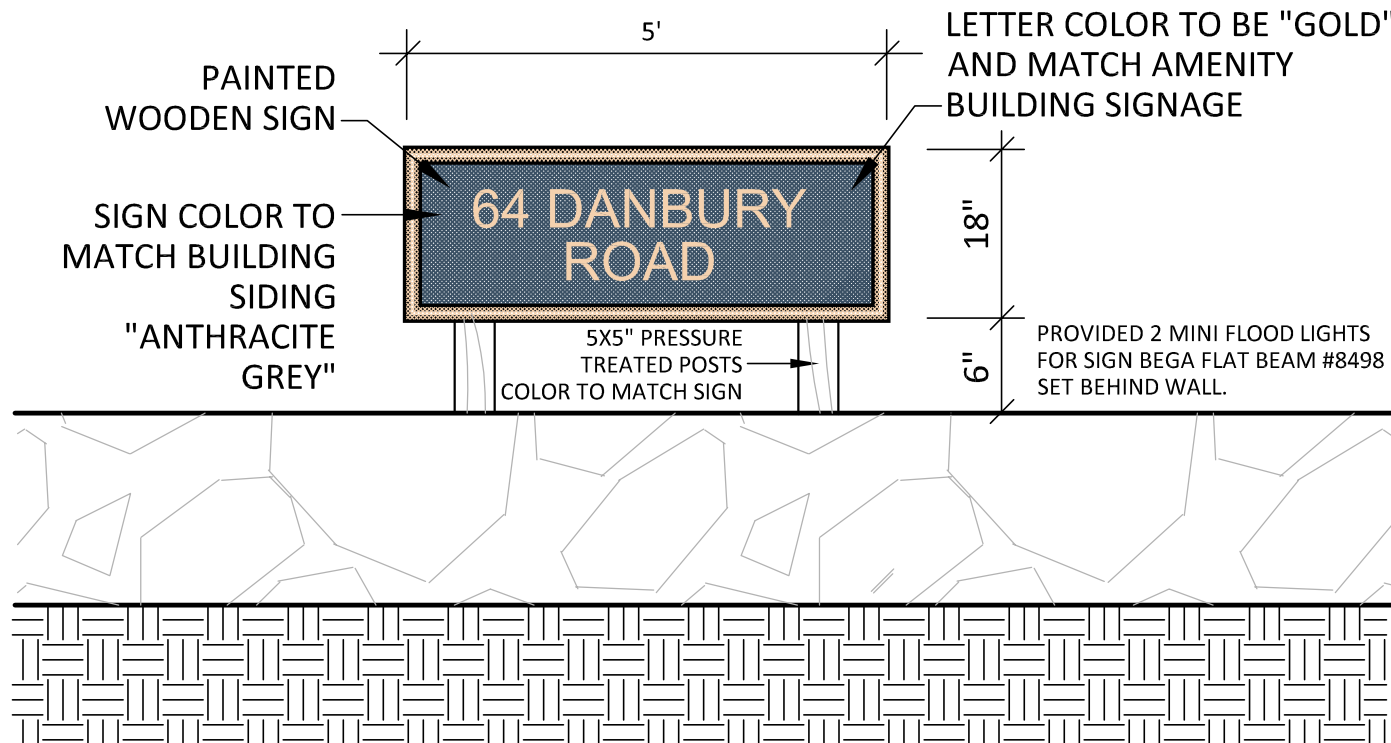 5'
LETTER COLOR TO BE "GOLD"
AND MATCH AMENITY
BUILDING SIGNAGE
PAINTED
WOODEN SIGN
SIGN COLOR TO
MATCH BUILDING
SIDING
"ANTHRACITE
GREY"
64 DANBURY
ROAD
18"
6"
5X5" PRESSURE
TREATED POSTS
COLOR TO MATCH SIGN
PROVIDED 2 MINI FLOOD LIGHTS
FOR SIGN BEGA FLAT BEAM #8498
SET BEHIND WALL.